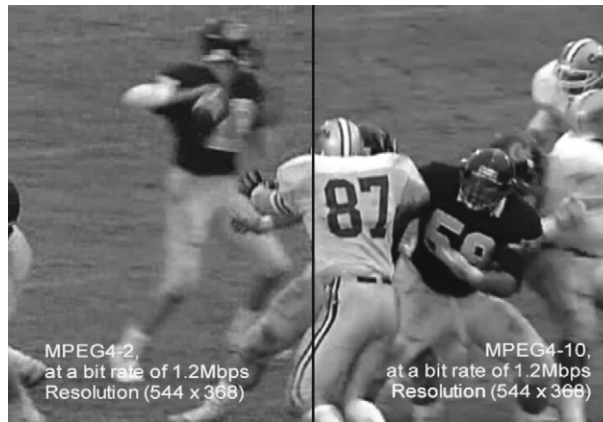 87
59
MPEG4-2,
at a bit rate of 1.2Mbps
Resolution (544 x 368)
MPEG4-10,
at a bit rate of 1.2Mbps
Resolution (544 x 368)